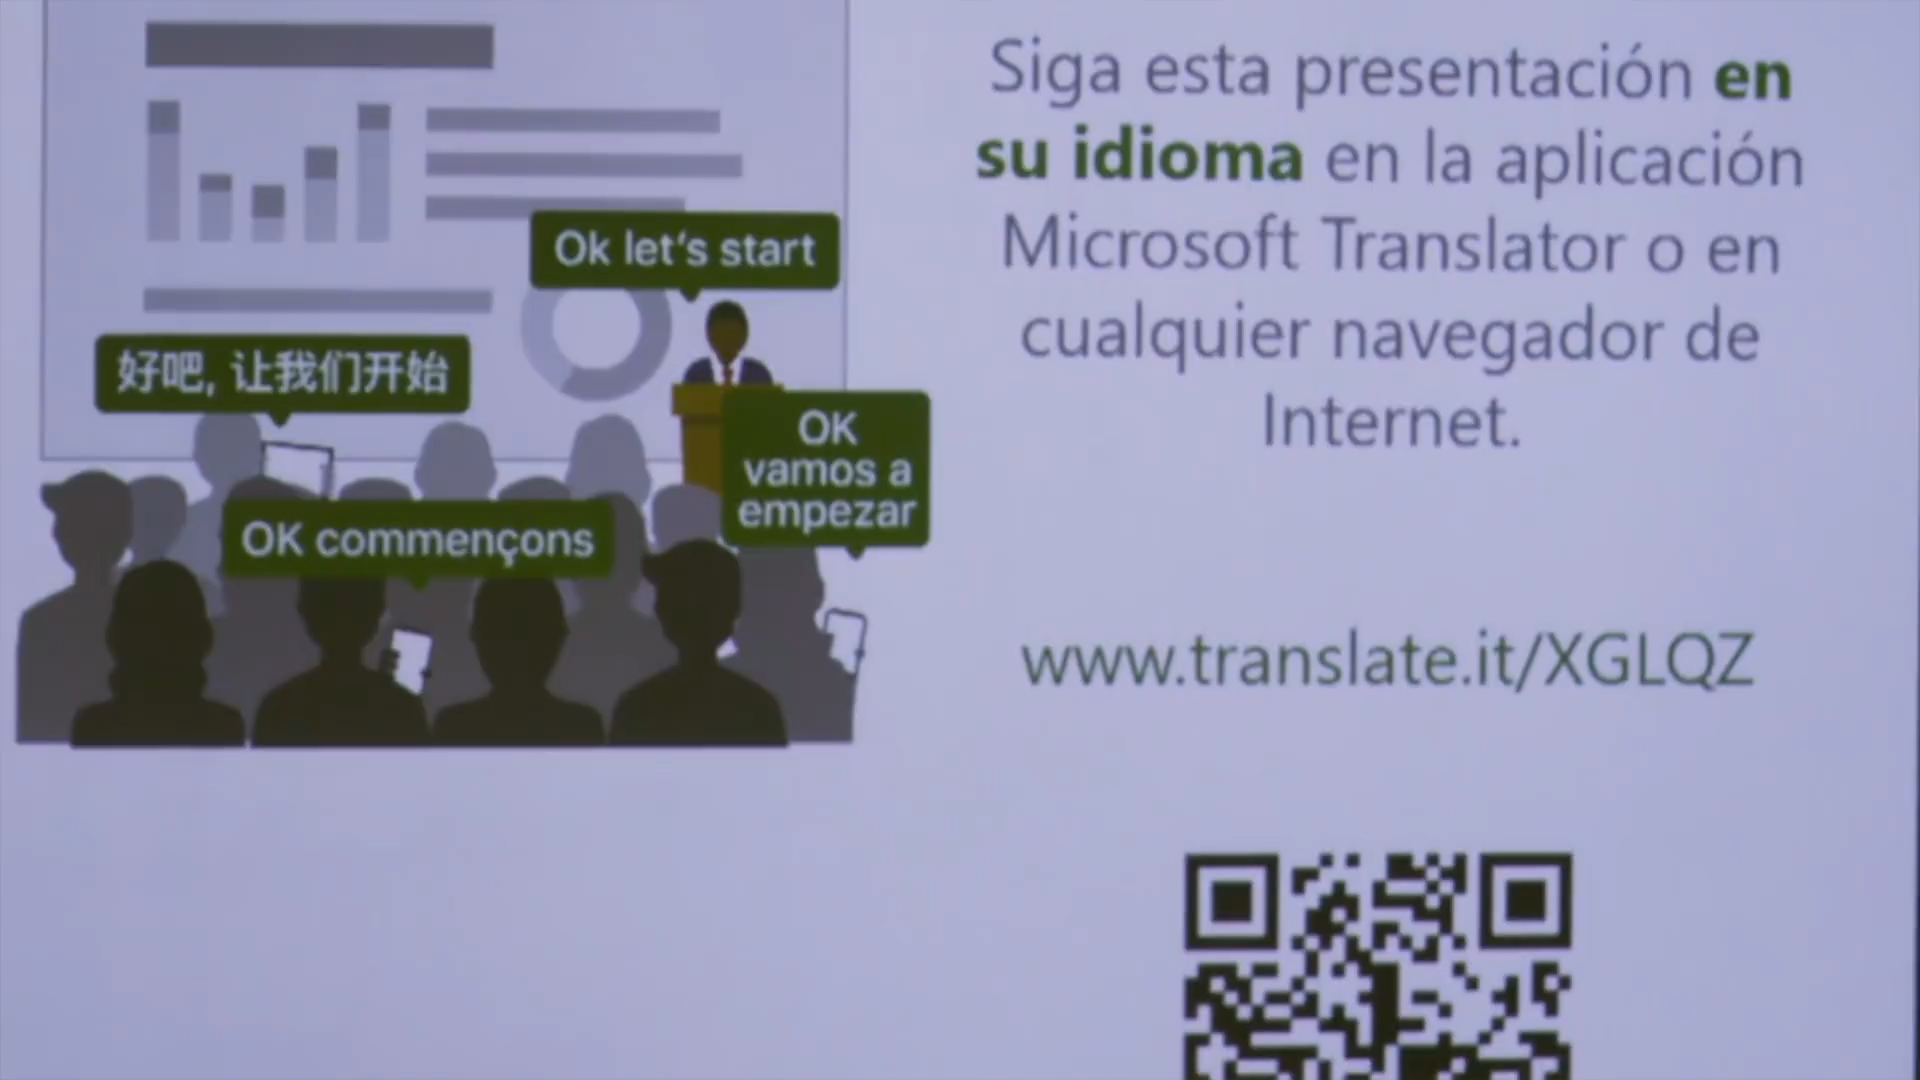 Ok let's start
好吧, 让我们开始
OK
vamos a
empezar
OK commençons
Siga esta presentación en
su idioma en la aplicación
Microsoft Translator o en
cualquier navegador de
Internet.
www.translate.it/XGLQZ